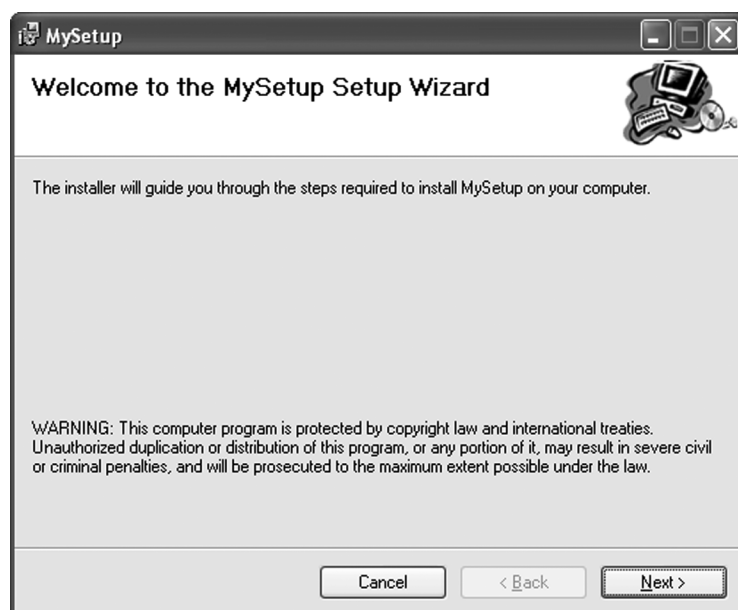 MySetup
Welcome to the MySetup Setup Wizard
The installer will guide you through the steps required to install MySetup on your computer.
WARNING: This computer program is protected by copyright law and international treaties.
Unauthorized duplication or distribution of this program, or any portion of it, may result in severe civil
or criminal penalties, and will be prosecuted to the maximum extent possible under the law.
Cancel
< Back
Next >